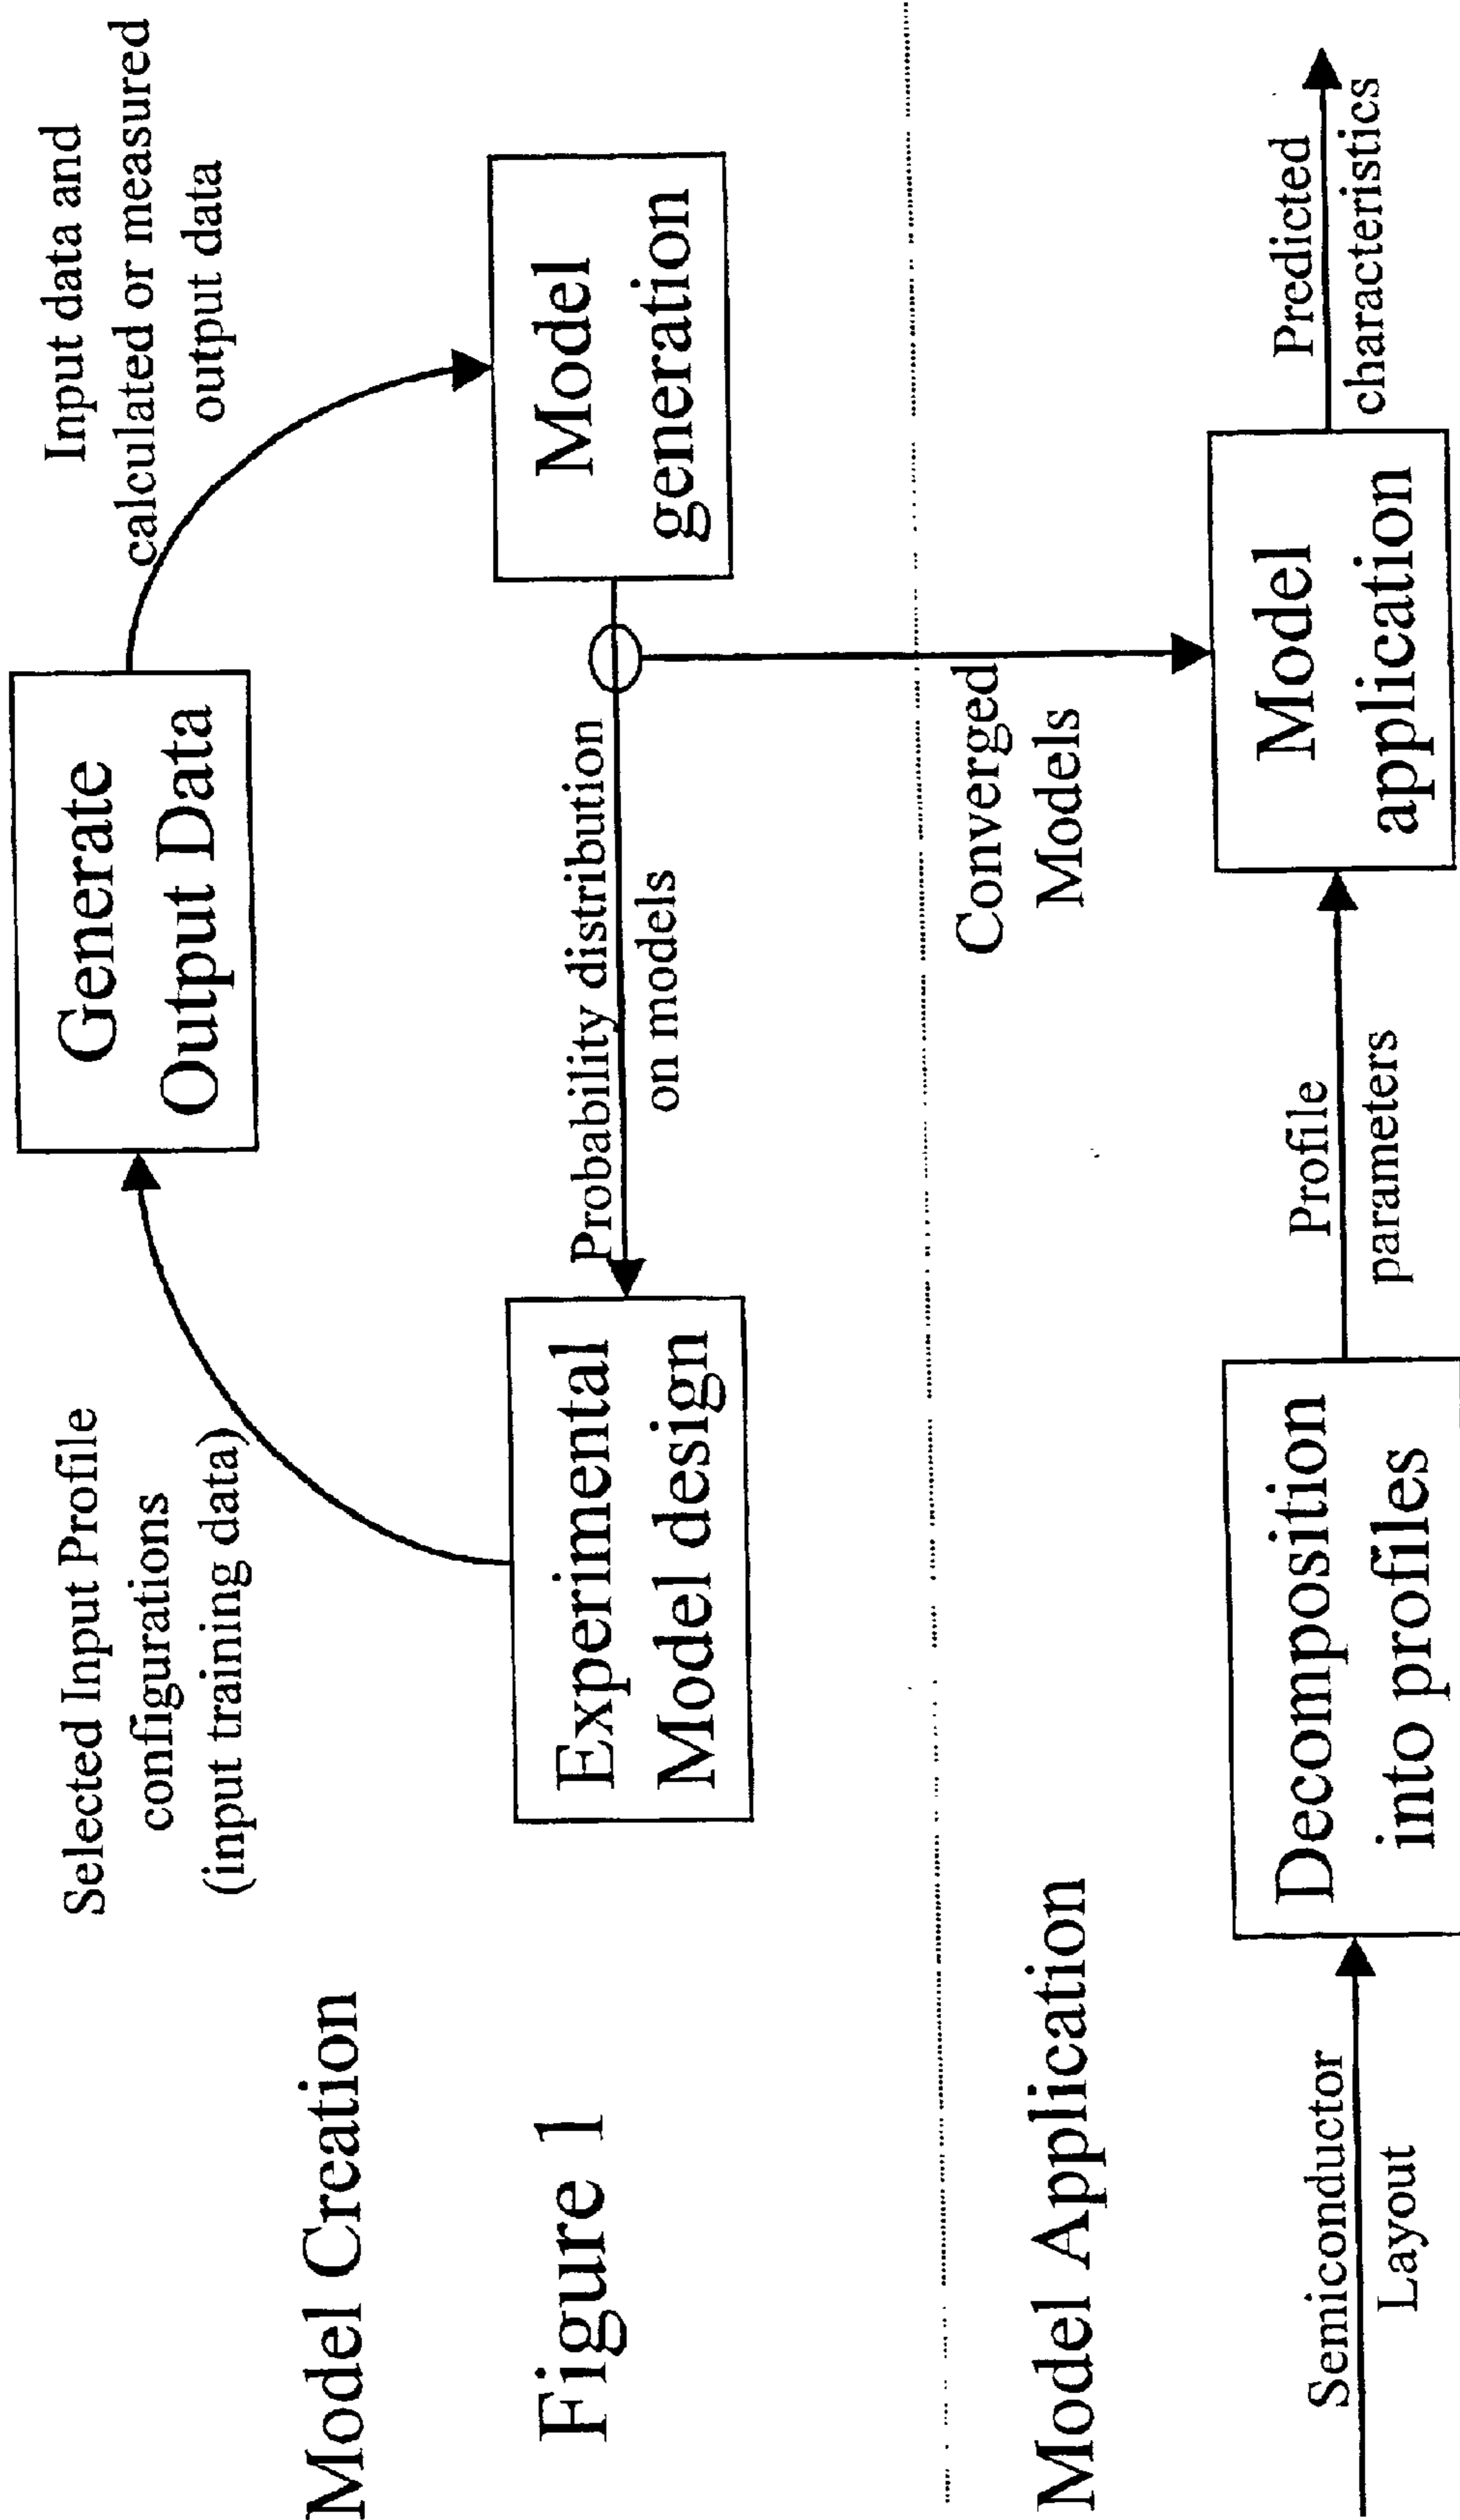 Model Creation
Figure 1
Selected Input Profile
configurations
(input training data)
Generate
Output Data
Input data and
calculated or measured
output data
Experimental
Model design
Probability distribution
on models
Model
generation
Converged
Models
Model Application
Semiconductor
Layout
Decomposition
into profiles
Profile
parameters
Model
application
Predicted
characteristics